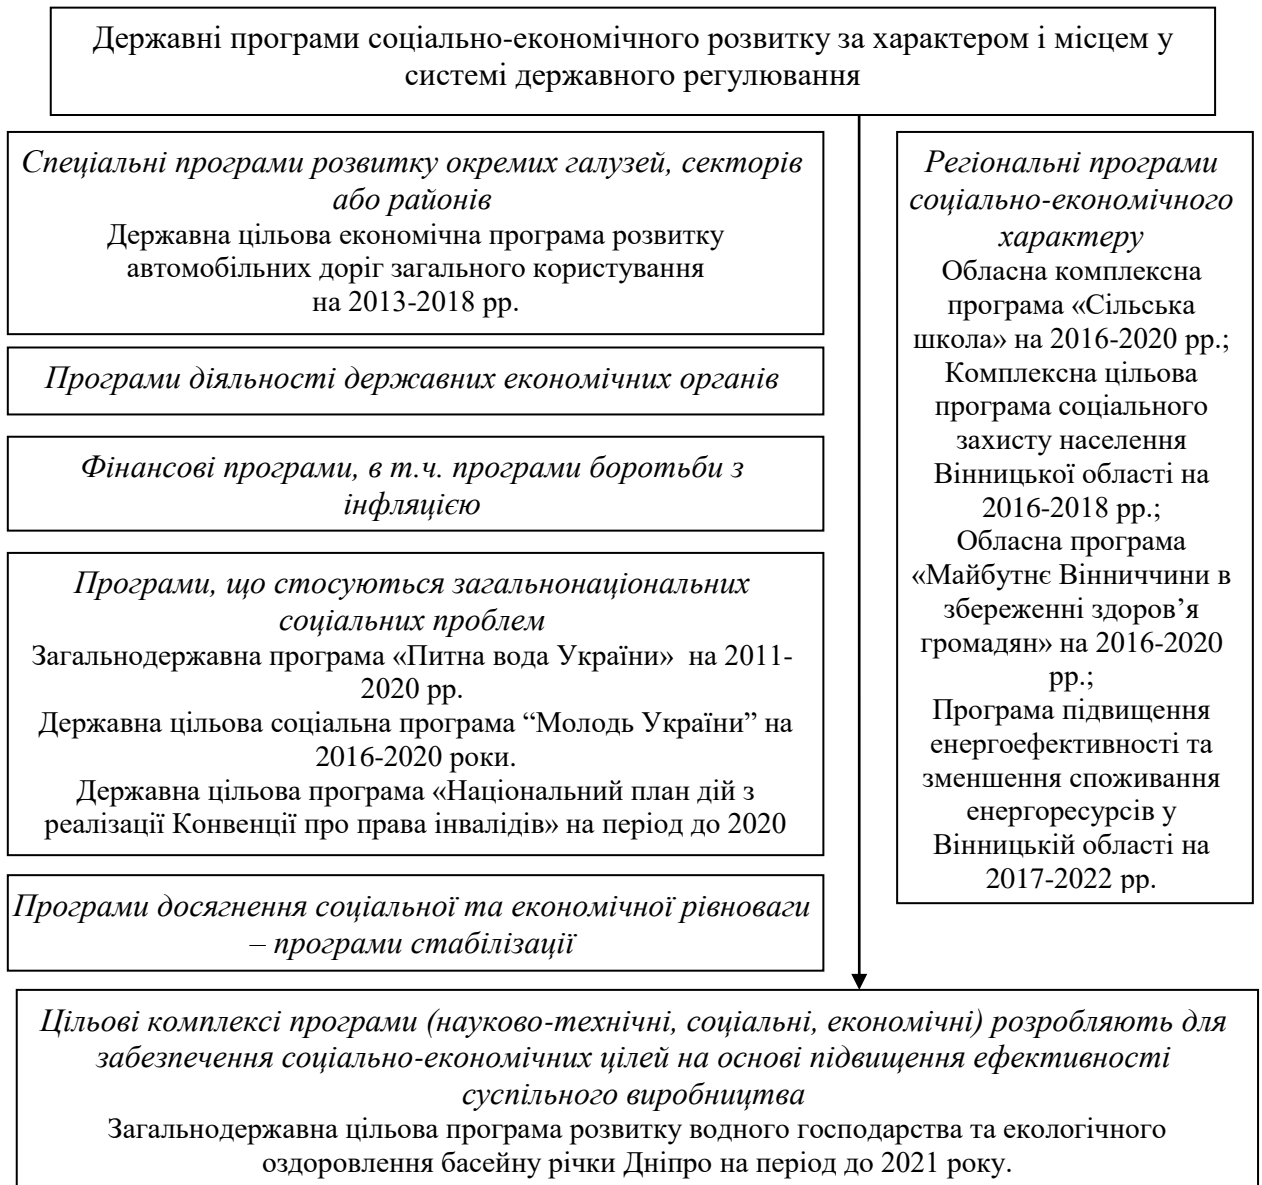 Державні програми соціально-економічного розвитку за характером і місцем у
системі державного регулювання
Спеціальні програми розвитку окремих галузей, секторів
або районів
Державна цільова економічна програма розвитку
автомобільних доріг загального користування
на 2013-2018 рр.
Програми діяльності державних економічних органів
Фінансові програми, в т.ч. програми боротьби з
інфляцією
Програми, що стосуються загальнонаціональних
соціальних проблем
Загальнодержавна програма «Питна вода України» на 2011-
2020 рр.
Державна цільова соціальна програма “Молодь України” на
2016-2020 роки.
Державна цільова програма «Національний план дій з
реалізації Конвенції про права інвалідів» на період до 2020
Програми досягнення соціальної та економічної рівноваги
– програми стабілізації
Регіональні програми
соціально-економічного
характеру
Обласна комплексна
програма «Сільська
школа» на 2016-2020 рр.;
Комплексна цільова
програма соціального
захисту населення
Вінницької області на
2016-2018 рр.;
Обласна програма
«Майбутнє Вінниччини в
збереженні здоров’я
громадян» на 2016-2020
рр.;
Програма підвищення
енергоефективності та
зменшення споживання
енергоресурсів у
Вінницькій області на
2017-2022 рр.
Цільові комплексі програми (науково-технічні, соціальні, економічні) розробляють для
забезпечення соціально-економічних цілей на основі підвищення ефективності
суспільного виробництва
Загальнодержавна цільова програма розвитку водного господарства та екологічного
оздоровлення басейну річки Дніпро на період до 2021 року.